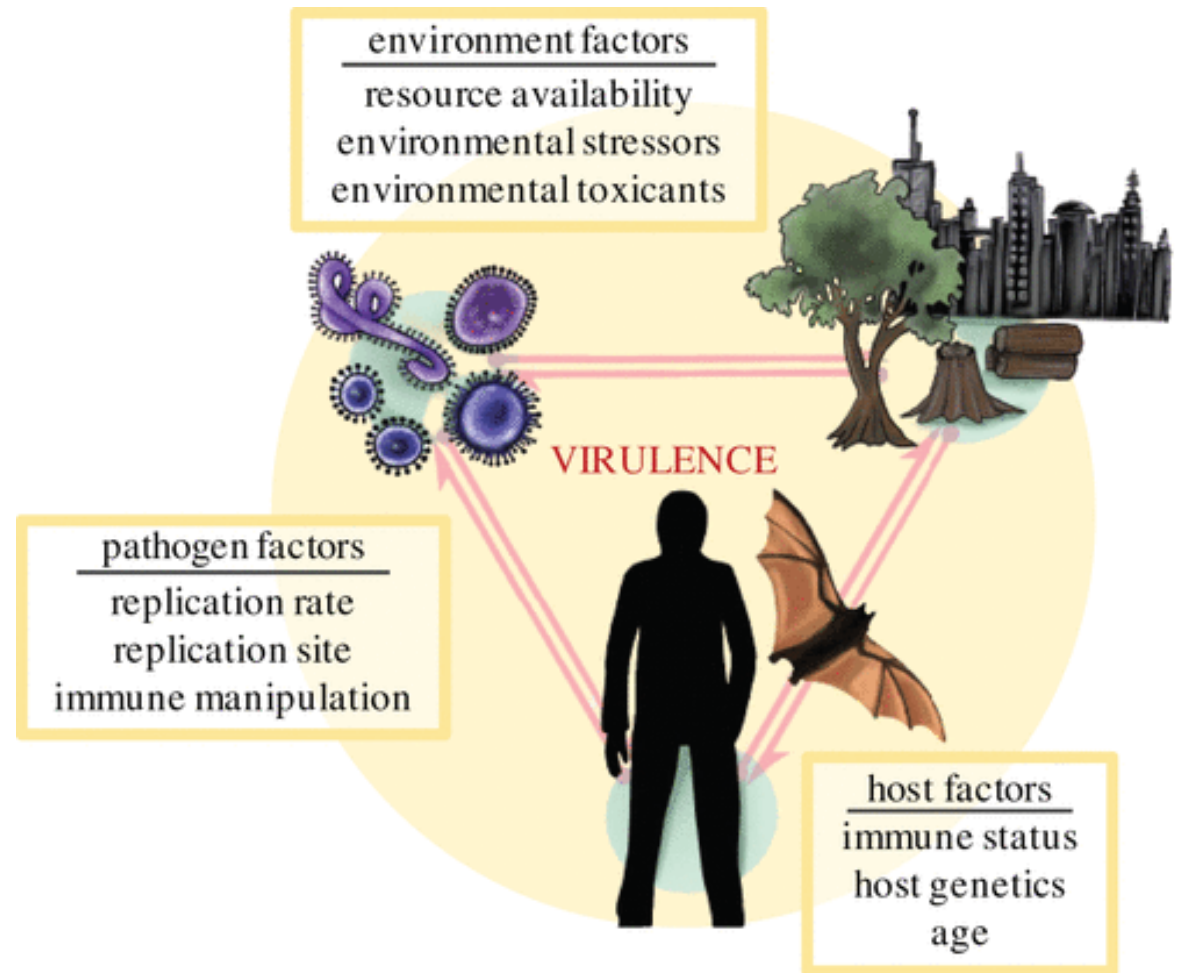 environment factors
resource availability
environmental stressors
environmental toxicants
VIRULENCE
pathogen factors
replication rate
replication site
immune manipulation
host factors
immune status
host genetics
age